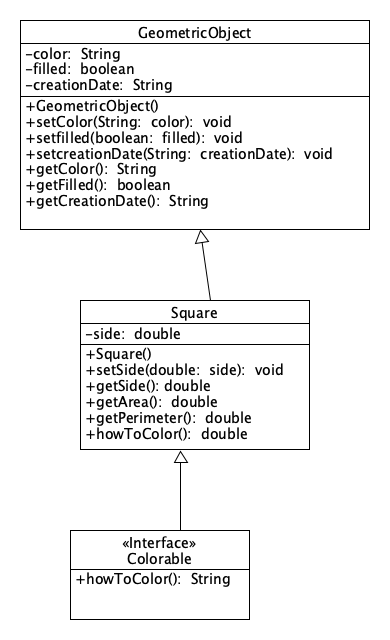 GeometricObject
-color: String
-filled: boolean
-creationDate: String
+GeometricObject()
+setColor(String: color): void
+setfilled(boolean: filled): void
+setcreationDate(String: creationDate): void
+getColor(): String
+getFilled(): boolean
+getCreationDate(): String
Square
-side: double
+Square()
+setSide(double: side): void
+getSide(): double
+getArea(): double
+getPerimeter(): double
+howToColor(): double
«Interface»
Colorable
+howToColor(): String